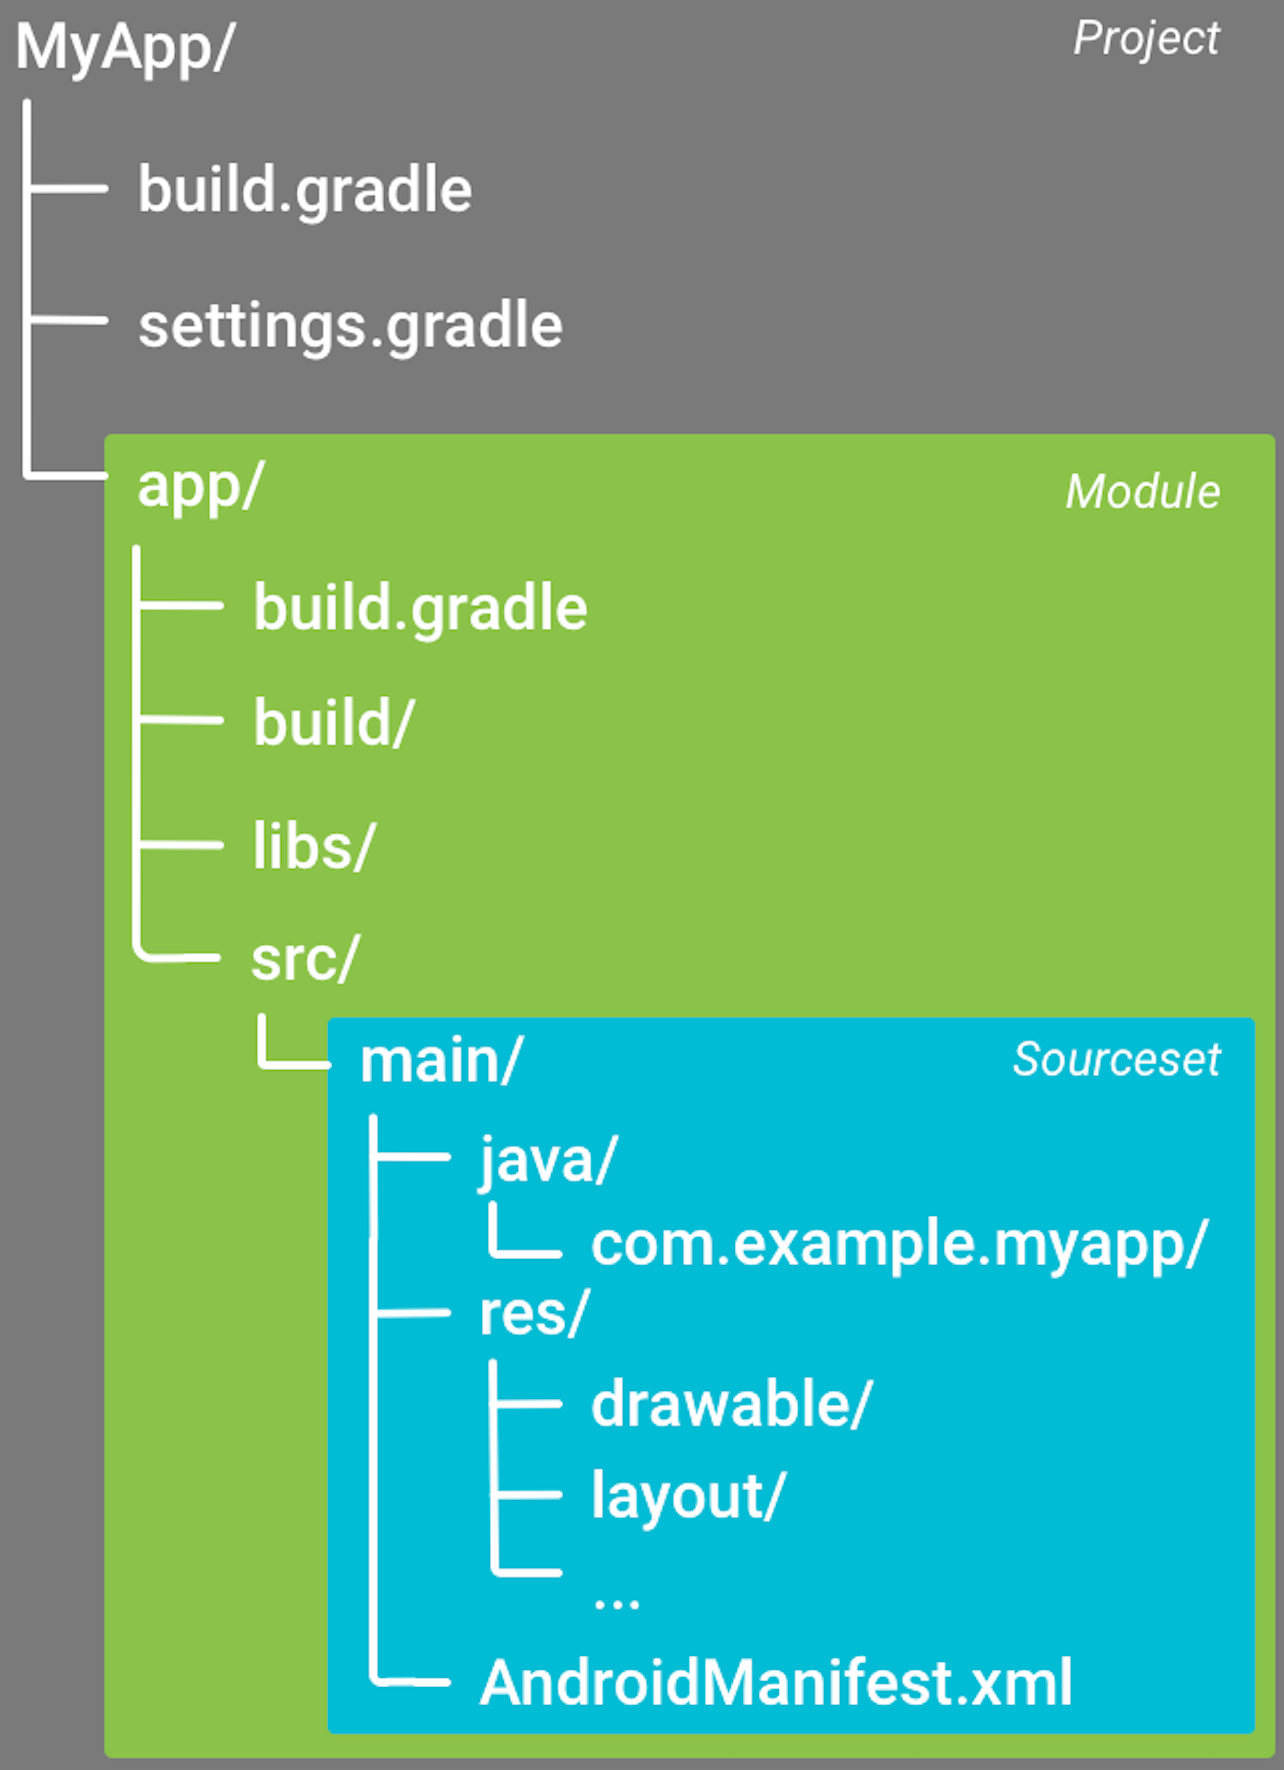 MyApp/ Project
build.gradle
settings.gradle
app/ Module
build.gradle
build/
libs/
src/
main/ Sourceset
java/
com.example.myapp/
res/
drawable/
layout/
...
AndroidManifest.xml